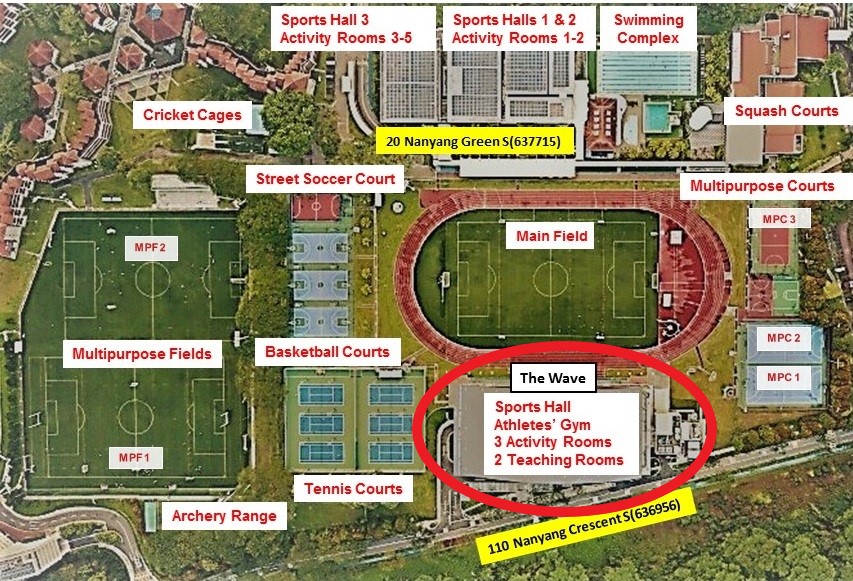 Sports Hall 3
Activity Rooms 3-5
Sports Halls 1 & 2
Activity Rooms 1-2
Swimming
Complex
Cricket Cages
Squash Courts
20 Nanyang Green S(637715)
Street Soccer Court
Multipurpose Courts
MPC 3
MPF 2
Main Field
MPC 2
Multipurpose Fields
Basketball Courts
The Wave
MPC 1
Sports Hall
Athletes' Gym
3 Activity Rooms
2 Teaching Rooms
MPF 1
Tennis Courts
Archery Range
110 Nanyang Crescent S(636956)